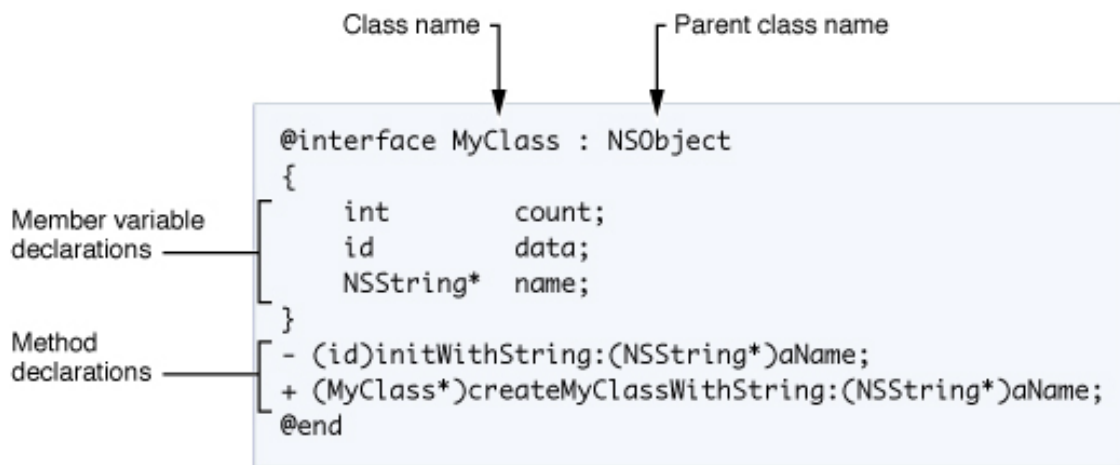 Class name
Parent class name
@interface MyClass : NSObject
{
Member variable
declarations
int count;
id data;
NSString* name;
}
Method
declarations
- (id)initWithString:(NSString*)aName;
+ (MyClass*)createMyClassWithString:(NSString*)aName;
@end